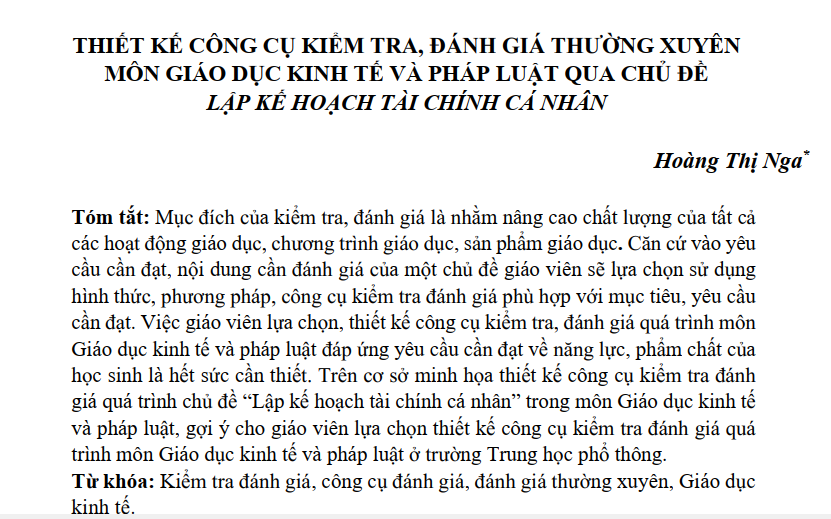 THIẾT KẾ CÔNG CỤ KIỂM TRA, ĐÁNH GIÁ THƯỜNG XUYÊN
MÔN GIÁO DỤC KINH TẾ VÀ PHÁP LUẬT QUA CHỦ ĐỀ
LẬP KẾ HOẠCH TÀI CHÍNH CÁ NHÂN
Hoàng Thị Nga*
Tóm tắt: Mục đích của kiểm tra, đánh giá là nhằm nâng cao chất lượng của tất cả
các hoạt động giáo dục, chương trình giáo dục, sản phẩm giáo dục. Căn cứ vào yêu
cầu cần đạt, nội dung cần đánh giá của một chủ đề giáo viên sẽ lựa chọn sử dụng
hình thức, phương pháp, công cụ kiểm tra đánh giá phù hợp với mục tiêu, yêu cầu
cần đạt. Việc giáo viên lựa chọn, thiết kế công cụ kiểm tra, đánh giá quá trình môn
Giáo dục kinh tế và pháp luật đáp ứng yêu cầu cần đạt về năng lực, phẩm chất của
học sinh là hết sức cần thiết. Trên cơ sở minh họa thiết kế công cụ kiểm tra đánh
giá quá trình chủ đề “Lập kế hoạch tài chính cá nhân” trong môn Giáo dục kinh tế
và pháp luật, gợi ý cho giáo viên lựa chọn thiết kế công cụ kiểm tra đánh giá quá
trình môn Giáo dục kinh tế và pháp luật ở trường Trung học phổ thông.
Từ khóa: Kiểm tra đánh giá, công cụ đánh giá, đánh giá thường xuyên, Giáo dục
kinh tế.